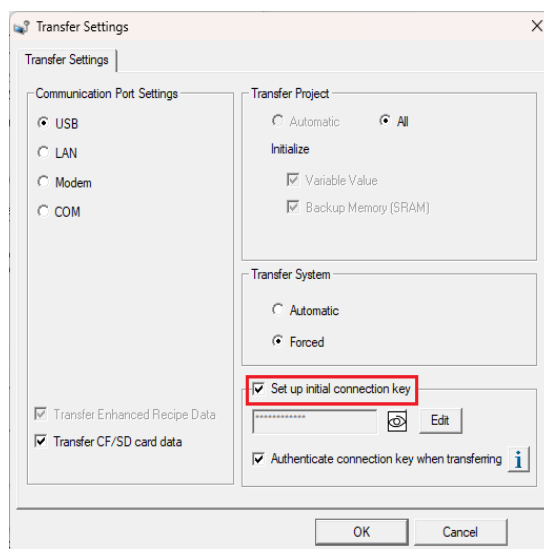 Transfer Settings
Transfer Settings
Communication Port Settings
USB
LAN
Modem
COM
Transfer Enhanced Recipe Data
Transfer CF/SD card data
Transfer Project
Automatic All
Initialize
Variable Value
Backup Memory (SRAM)
Transfer System
Automatic
Forced
Set up initial connection key
************ Edit
Authenticate connection key when transferring i
OK Cancel